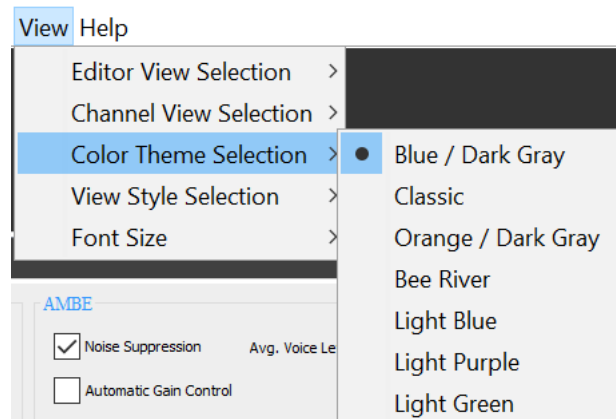 View Help
Editor View Selection
Channel View Selection
Color Theme Selection
View Style Selection
Font Size
Blue / Dark Gray
Classic
Orange / Dark Gray
Bee River
Light Blue
Light Purple
Light Green
AMBE
Noise Suppression Avg. Voice Le
Automatic Gain Control